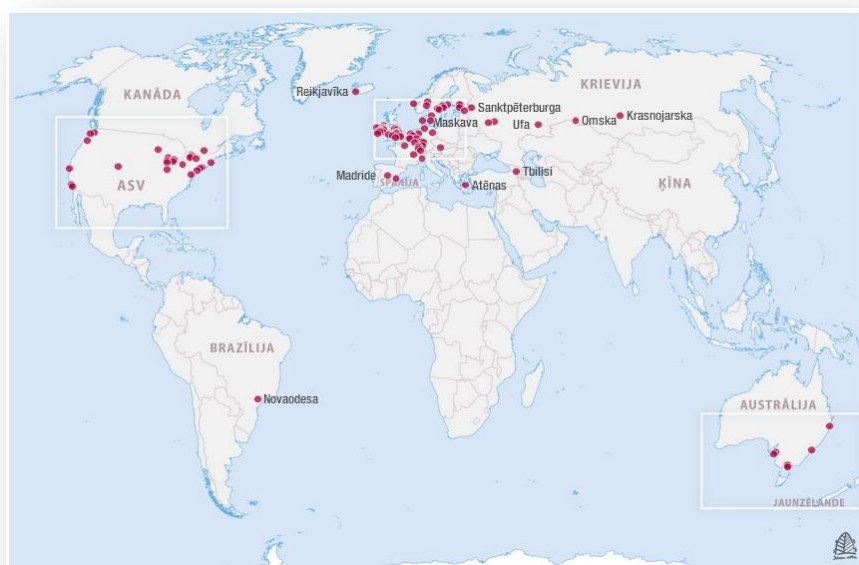 KANĀDA
Reikjavīka
KRIEVIJA
Sanktpēterburga
Maskava
Ufa
Omska
Krasnojarska
ASV
Madride
SPĀNIJA
Atēnas
Tbilisi
ĶĪNA
BRAZĪLIJA
Novaodesa
AUSTRĀLIJA
JAUNZĒLANDE